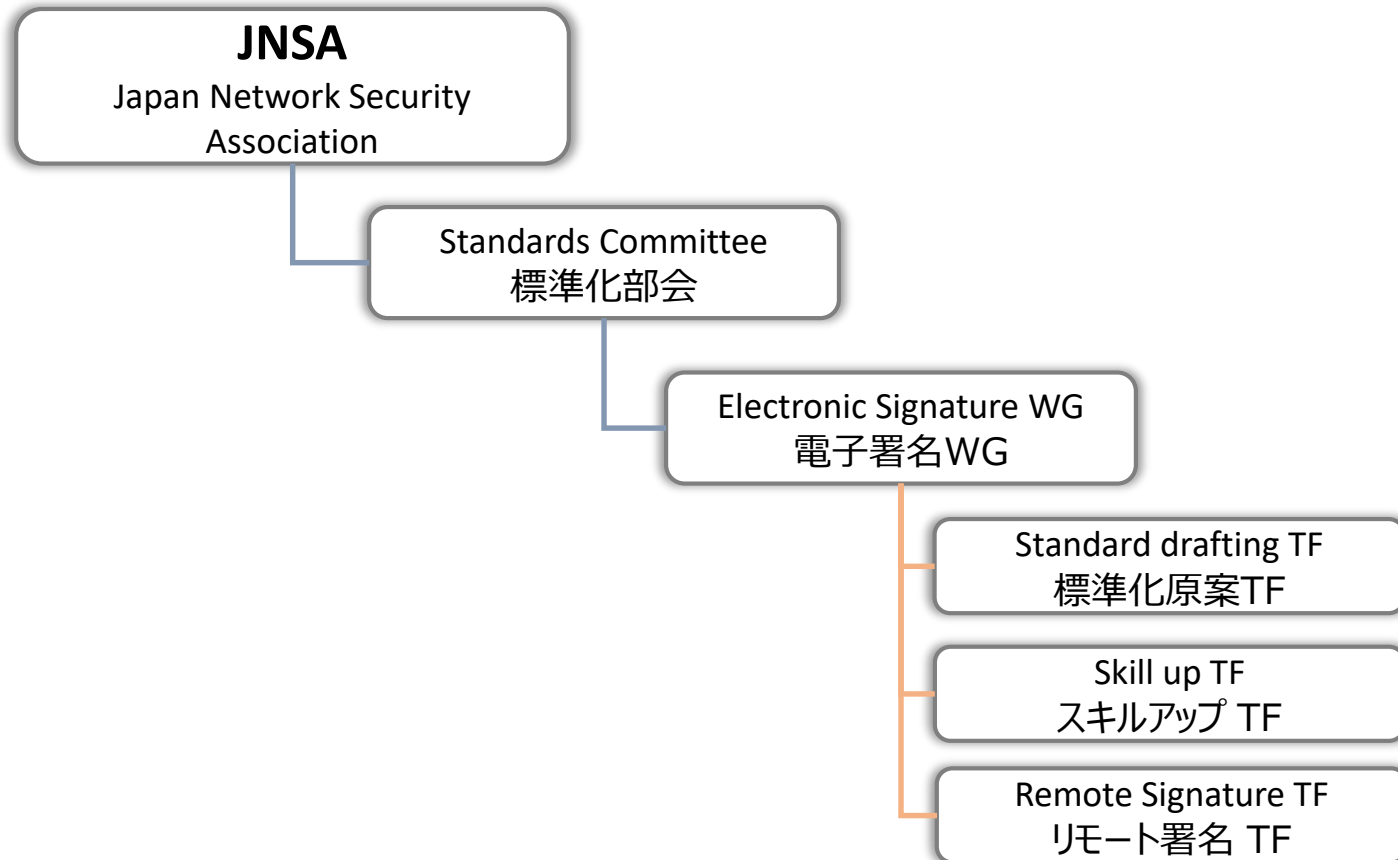 JNSA
Japan Network Security
Association
Standards Committee
標準化部会
Electronic Signature WG
電子署名WG
Standard drafting TF
標準化原案TF
Skill up TF
スキルアップ TF
Remote Signature TF
リモート署名 TF